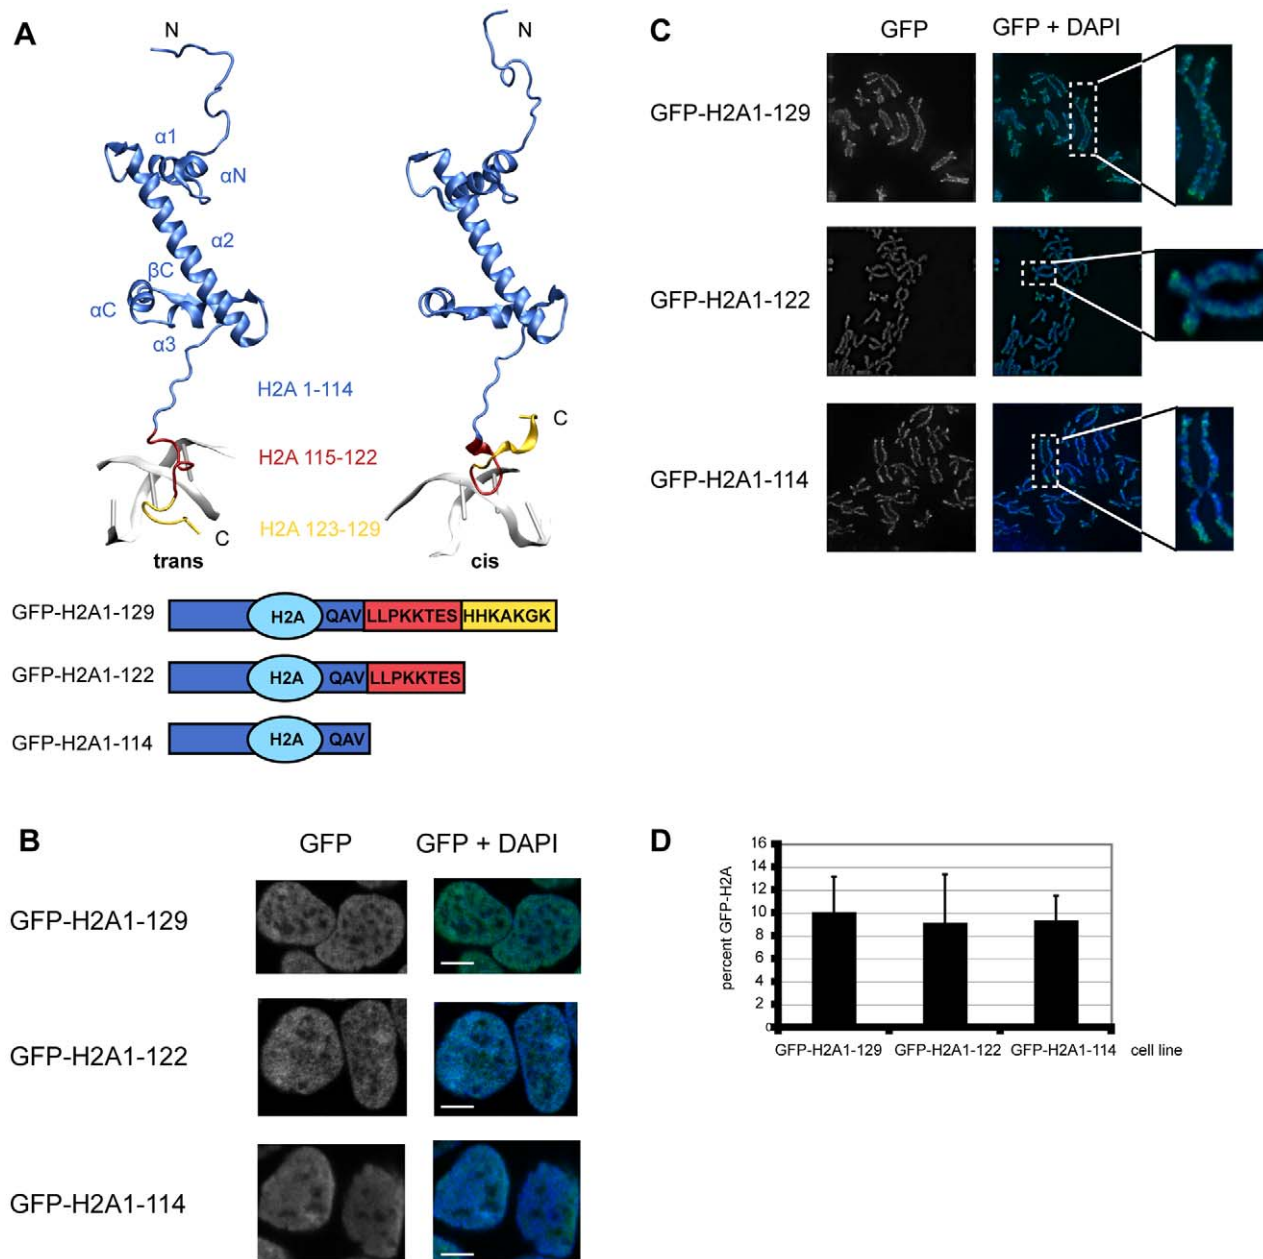 A
N
N
α1
αN
α2
βC
αC
α3
H2A 1-114
H2A 115-122
H2A 123-129
C
C
trans
cis
GFP-H2A1-129
H2A
QAV
LLPKKTES
HHKAKGK
GFP-H2A1-122
H2A
QAV
LLPKKTES
GFP-H2A1-114
H2A
QAV
B
GFP
GFP + DAPI
GFP-H2A1-129
GFP-H2A1-122
GFP-H2A1-114
C
GFP
GFP + DAPI
GFP-H2A1-129
GFP-H2A1-122
GFP-H2A1-114
D
percent GFP-H2A
16
14
12
10
8
6
4
2
0
GFP-H2A1-129
GFP-H2A1-122
GFP-H2A1-114
cell line